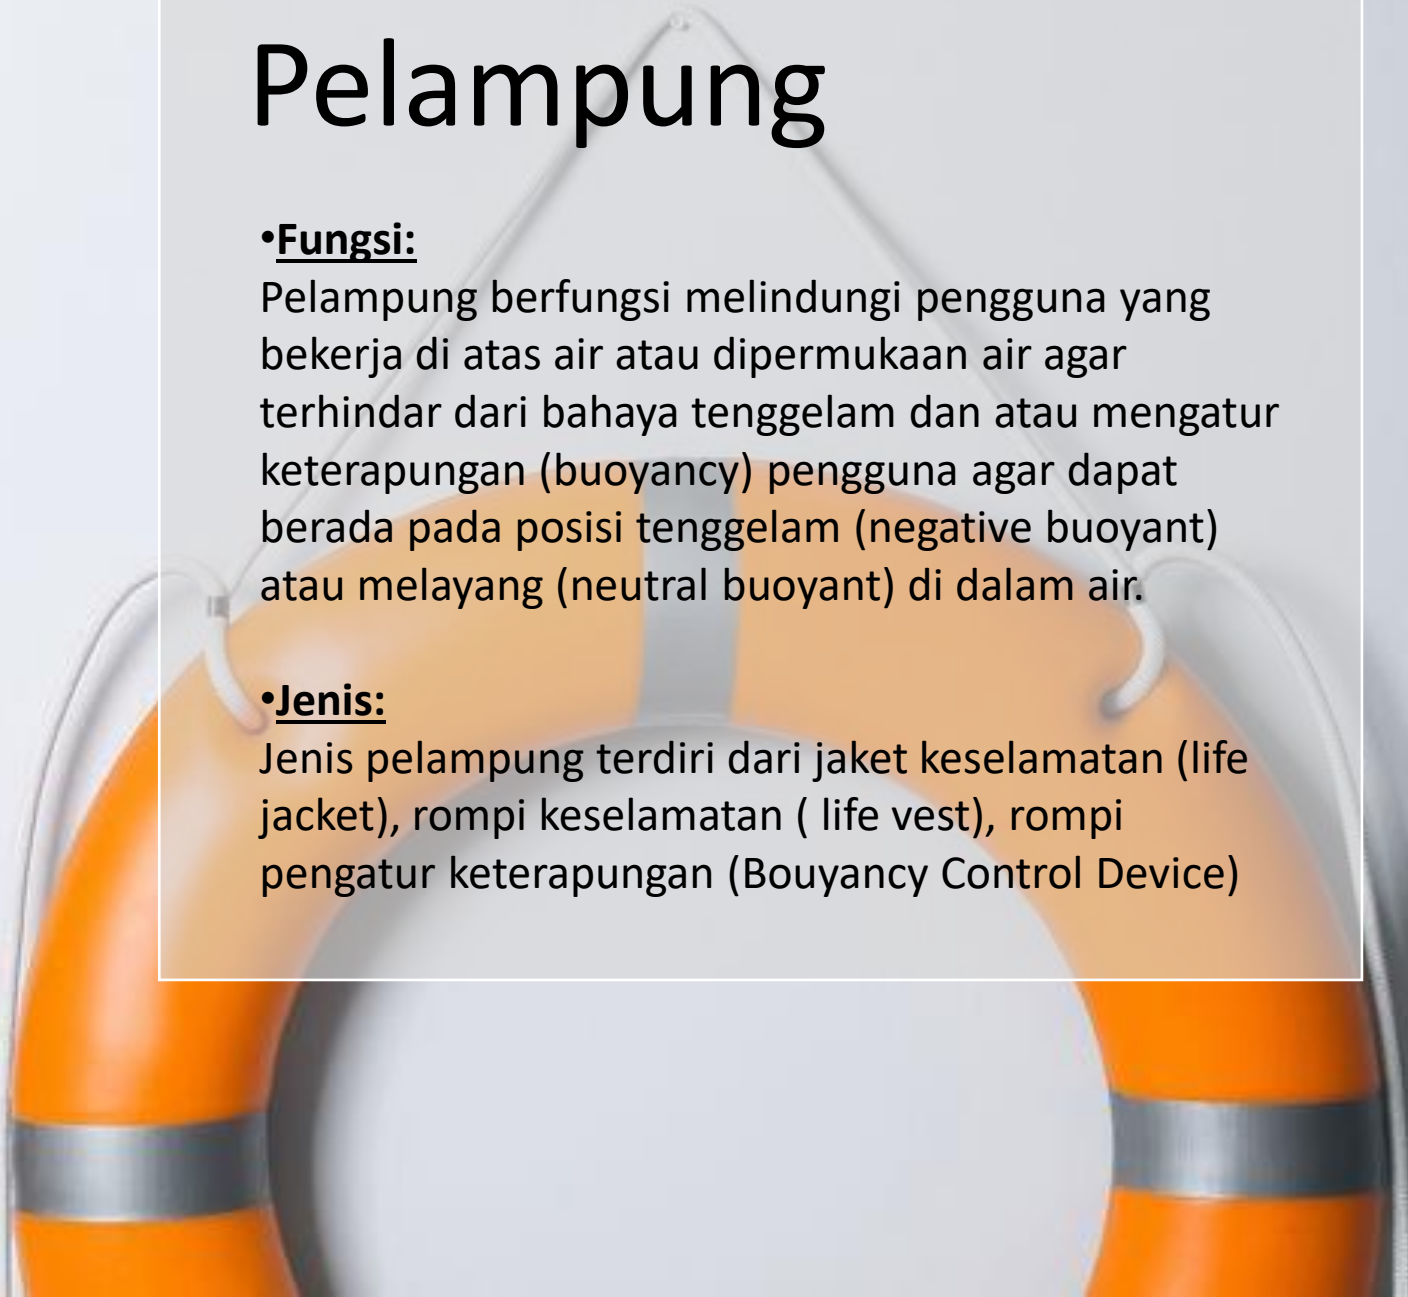 Pelampung
•Fungsi:
Pelampung berfungsi melindungi pengguna yang
bekerja di atas air atau dipermukaan air agar
terhindar dari bahaya tenggelam dan atau mengatur
keterapungan (buoyancy) pengguna agar dapat
berada pada posisi tenggelam (negative buoyant)
atau melayang (neutral buoyant) di dalam air.
•Jenis:
Jenis pelampung terdiri dari jaket keselamatan (life
jacket), rompi keselamatan ( life vest), rompi
pengatur keterapungan (Bouyancy Control Device)